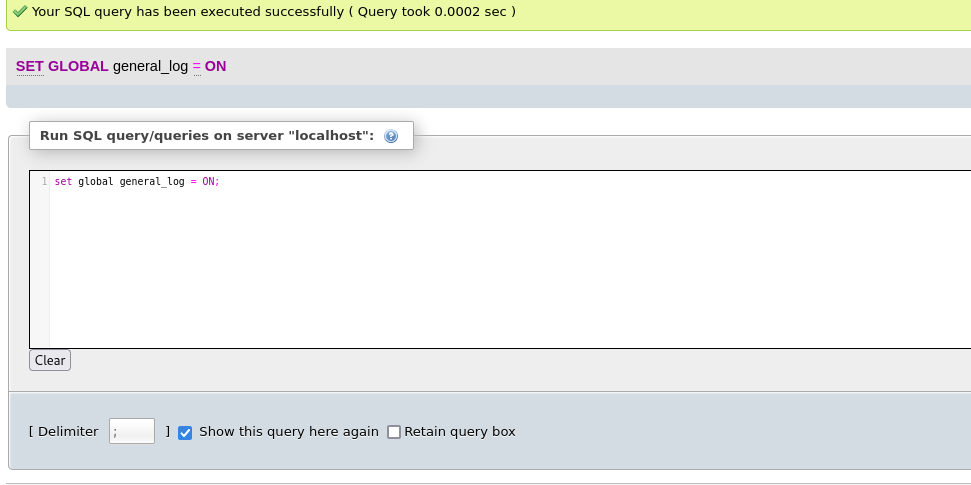 Your SQL query has been executed successfully ( Query took 0.0002 sec )
SET GLOBAL general_log = ON
Run SQL query/queries on server "localhost":
1 set global general_log = ON;
Clear
[ Delimiter ; ] Show this query here again Retain query box